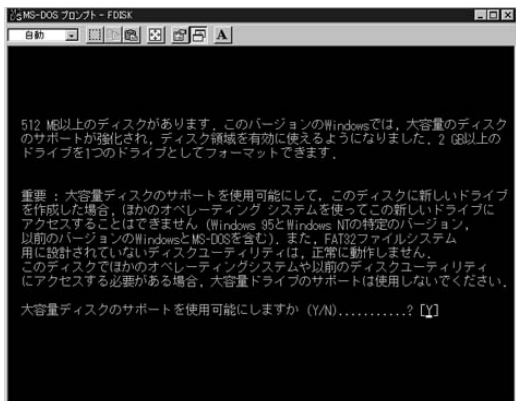 MS-DOS プロンプト - FDISK
自動
A
512 MB以上のディスクがあります．このバージョンのWindowsでは，大容量のディスク
のサポートが強化され，ディスク領域を有効に使えるようになりました．2 GB以上の
ドライブを1つのドライブとしてフォーマットできます．
重要 : 大容量ディスクのサポートを使用可能にして，このディスクに新しいドライブ
を作成した場合，ほかのオペレーティング システムを使ってこの新しいドライブに
アクセスすることはできません (Windows 95とWindows NTの特定のバージョン，
以前のバージョンのWindowsとMS-DOSを含む)．また，FAT32ファイルシステム
用に設計されていないディスクユーティリティは，正常に動作しません．
このディスクでほかのオペレーティングシステムや以前のディスクユーティリティ
にアクセスする必要がある場合，大容量ドライブのサポートは使用しないでください．
大容量ディスクのサポートを使用可能にしますか (Y/N)...........? [Y]